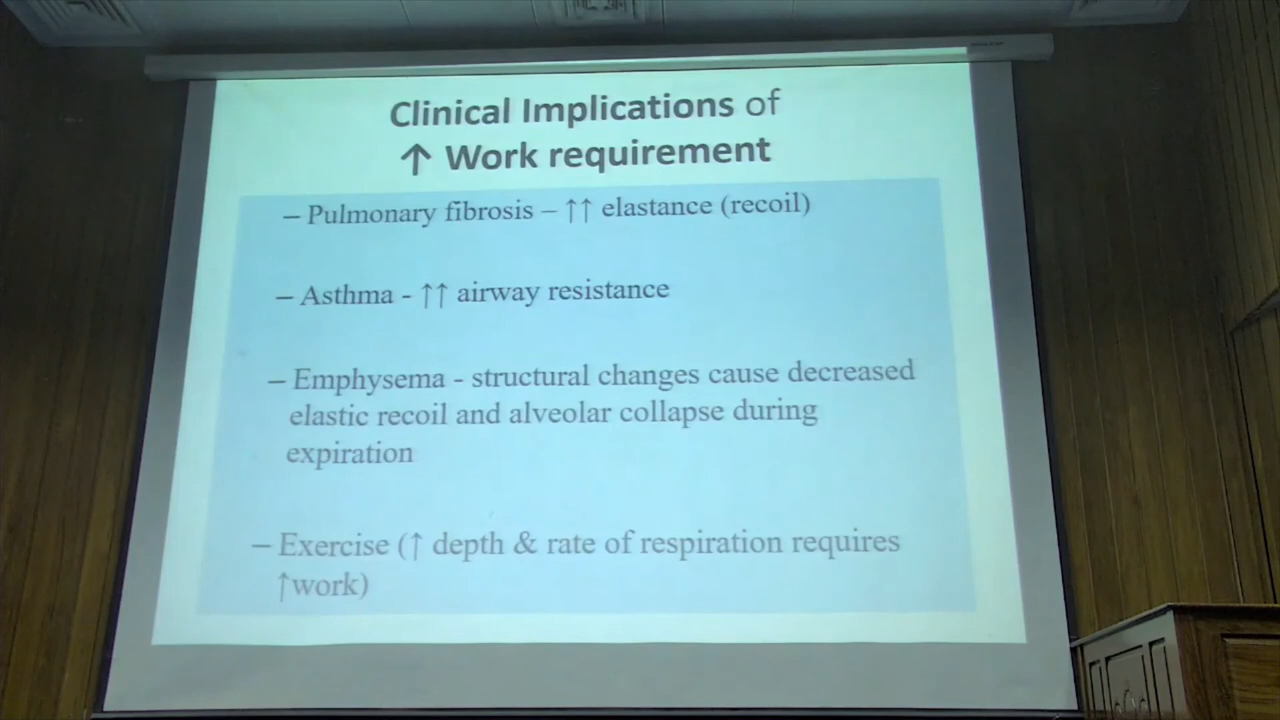 Clinical Implications of
↑ Work requirement
– Pulmonary fibrosis – ↑↑ elastance (recoil)
– Asthma - ↑↑ airway resistance
– Emphysema - structural changes cause decreased
elastic recoil and alveolar collapse during
expiration
– Exercise (↑ depth & rate of respiration requires
↑work)